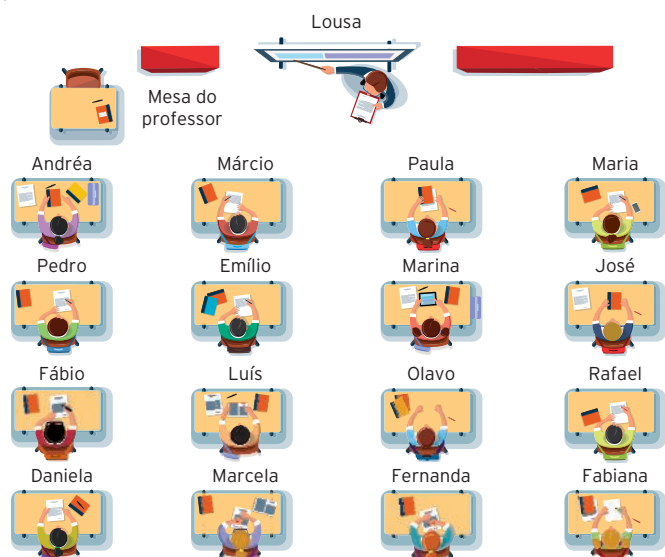 Lousa
Mesa do
professor
Andréa Márcio Paula Maria
Pedro Emílio Marina José
Fábio Luís Olavo Rafael
Daniela Marcela Fernanda Fabiana